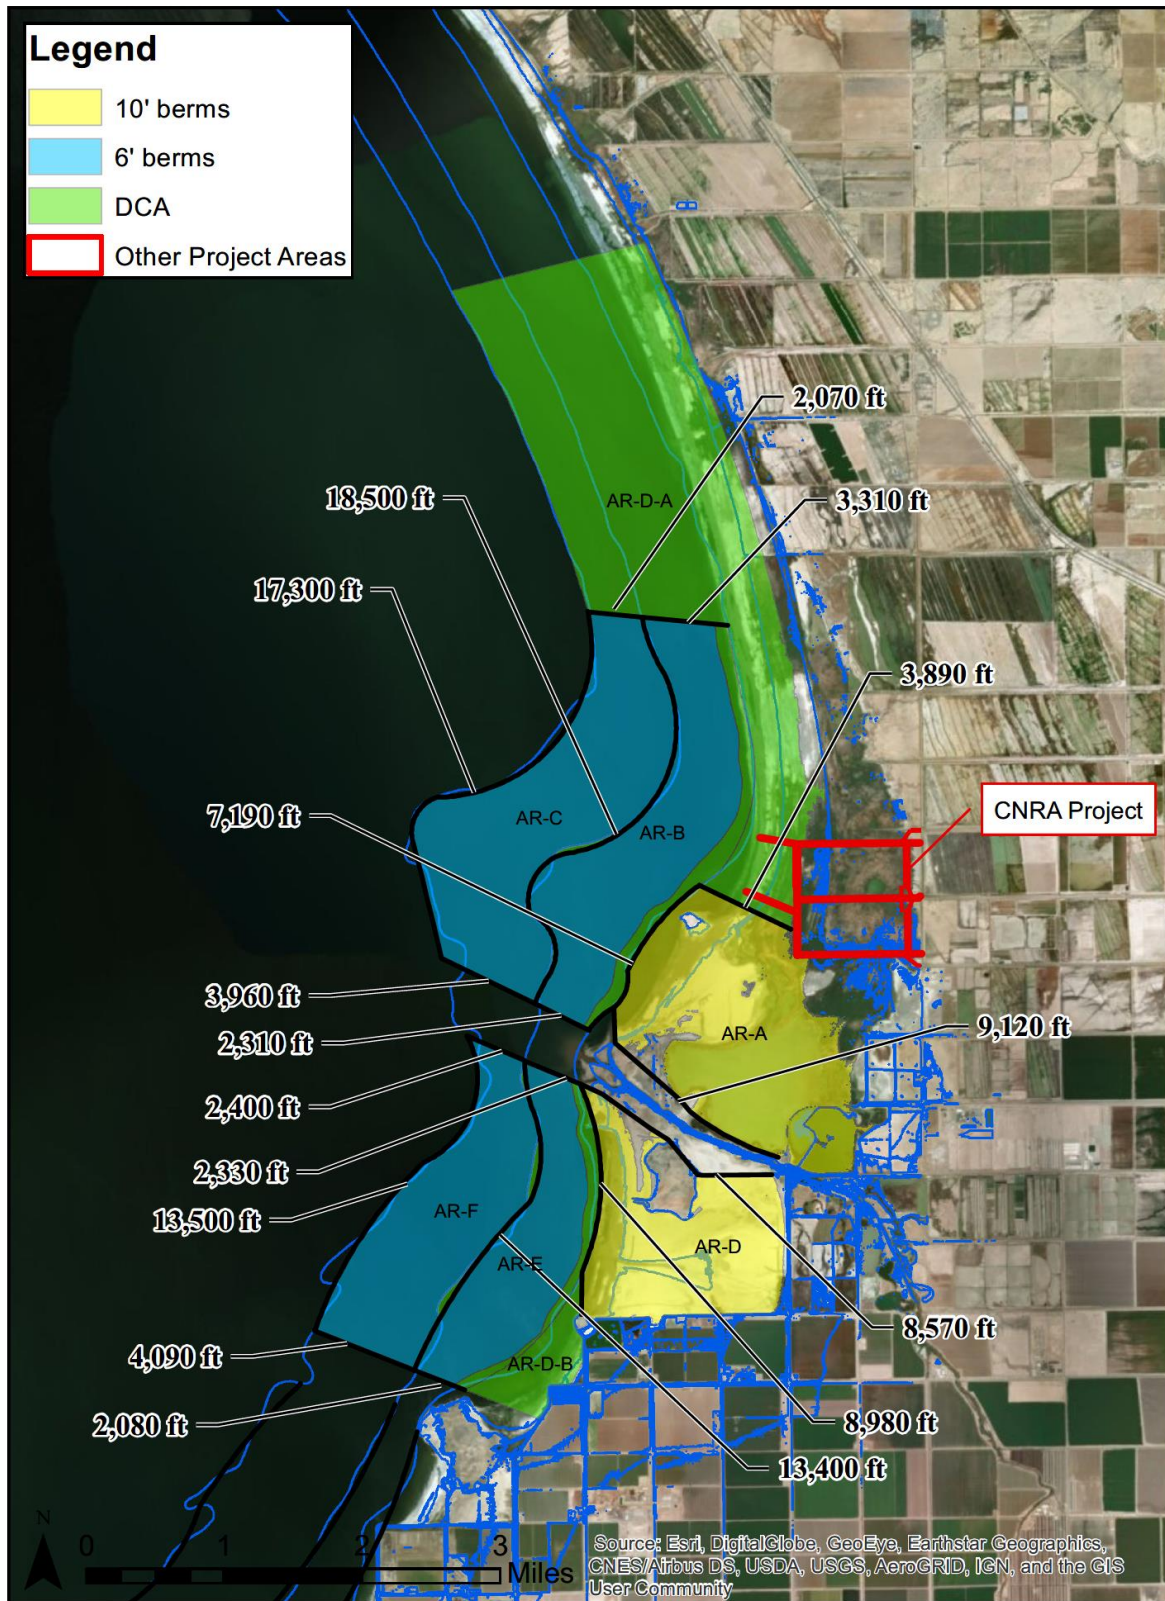 Legend
10' berms
6' berms
DCA
Other Project Areas
2,070 ft
18,500 ft
AR-D-A
3,310 ft
17,300 ft
3,890 ft
CNRA Project
AR-C
7,190 ft
AR-B
3,960 ft
AR-A
9,120 ft
2,310 ft
2,400 ft
2,330 ft
13,500 ft
AR-F
AR-D
AR-E
8,570 ft
4,090 ft
AR-D-B
2,080 ft
8,980 ft
13,400 ft
N
0 1 2 3
Miles
Source: Esri, DigitalGlobe, GeoEye, Earthstar Geographics,
CNES/Airbus DS, USDA, USGS, AeroGRID, IGN, and the GIS
User Community